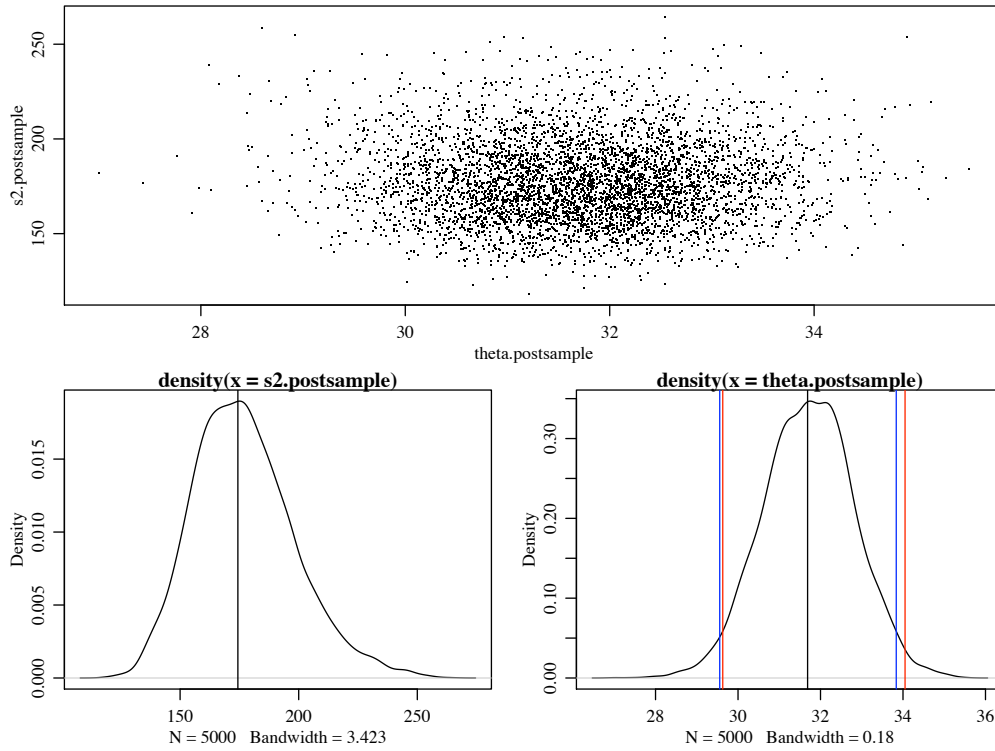 250
200
150
s2.postsample
28 30 32 34
theta.postsample
density(x = s2.postsample)
0.015
0.010
0.005
0.000
Density
150 200 250
N = 5000 Bandwidth = 3.423
density(x = theta.postsample)
0.30
0.20
0.10
0.00
Density
28 30 32 34 36
N = 5000 Bandwidth = 0.18